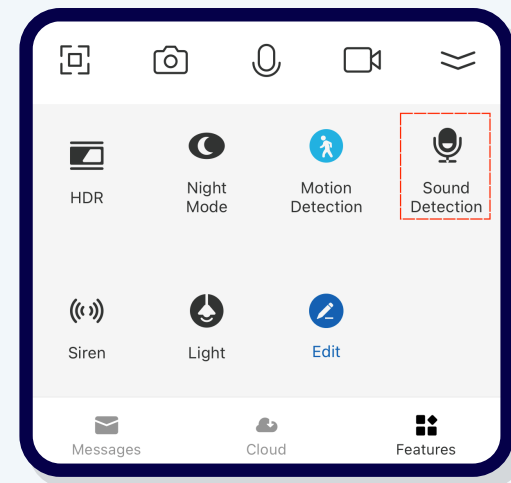 HDR
Night
Mode
Motion
Detection
Sound
Detection
Siren
Light
Edit
Messages
Cloud
Features